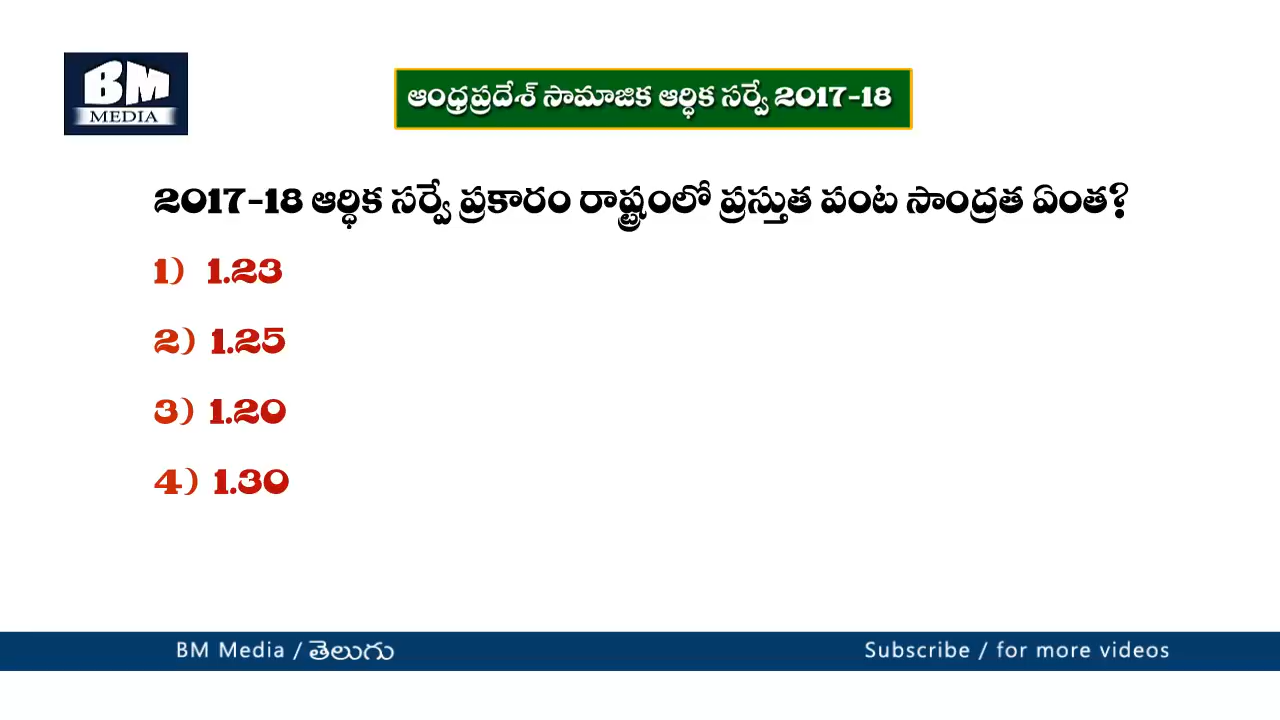 BM
MEDIA
ఆంధ్రప్రదేశ్ సామాజిక ఆర్ధిక సర్వే 2017-18
2017-18 ఆర్ధిక సర్వే ప్రకారం రాష్ట్రంలో ప్రస్తుత పంట సాంద్రత ఏంత?
1) 1.23
2) 1.25
3) 1.20
4) 1.30
BM Media / తెలుగు
Subscribe / for more videos